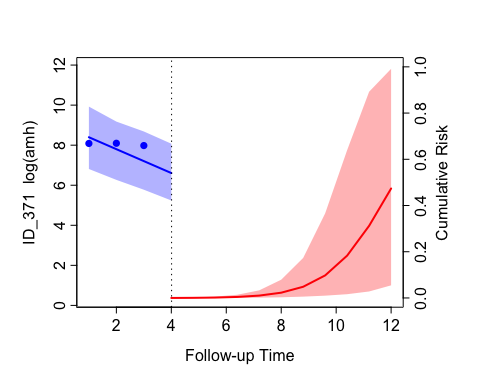 ID_371 log(amh)
0 2 4 6 8 10 12
2 4 6 8 10 12
Follow-up Time
0.0 0.2 0.4 0.6 0.8 1.0
Cumulative Risk